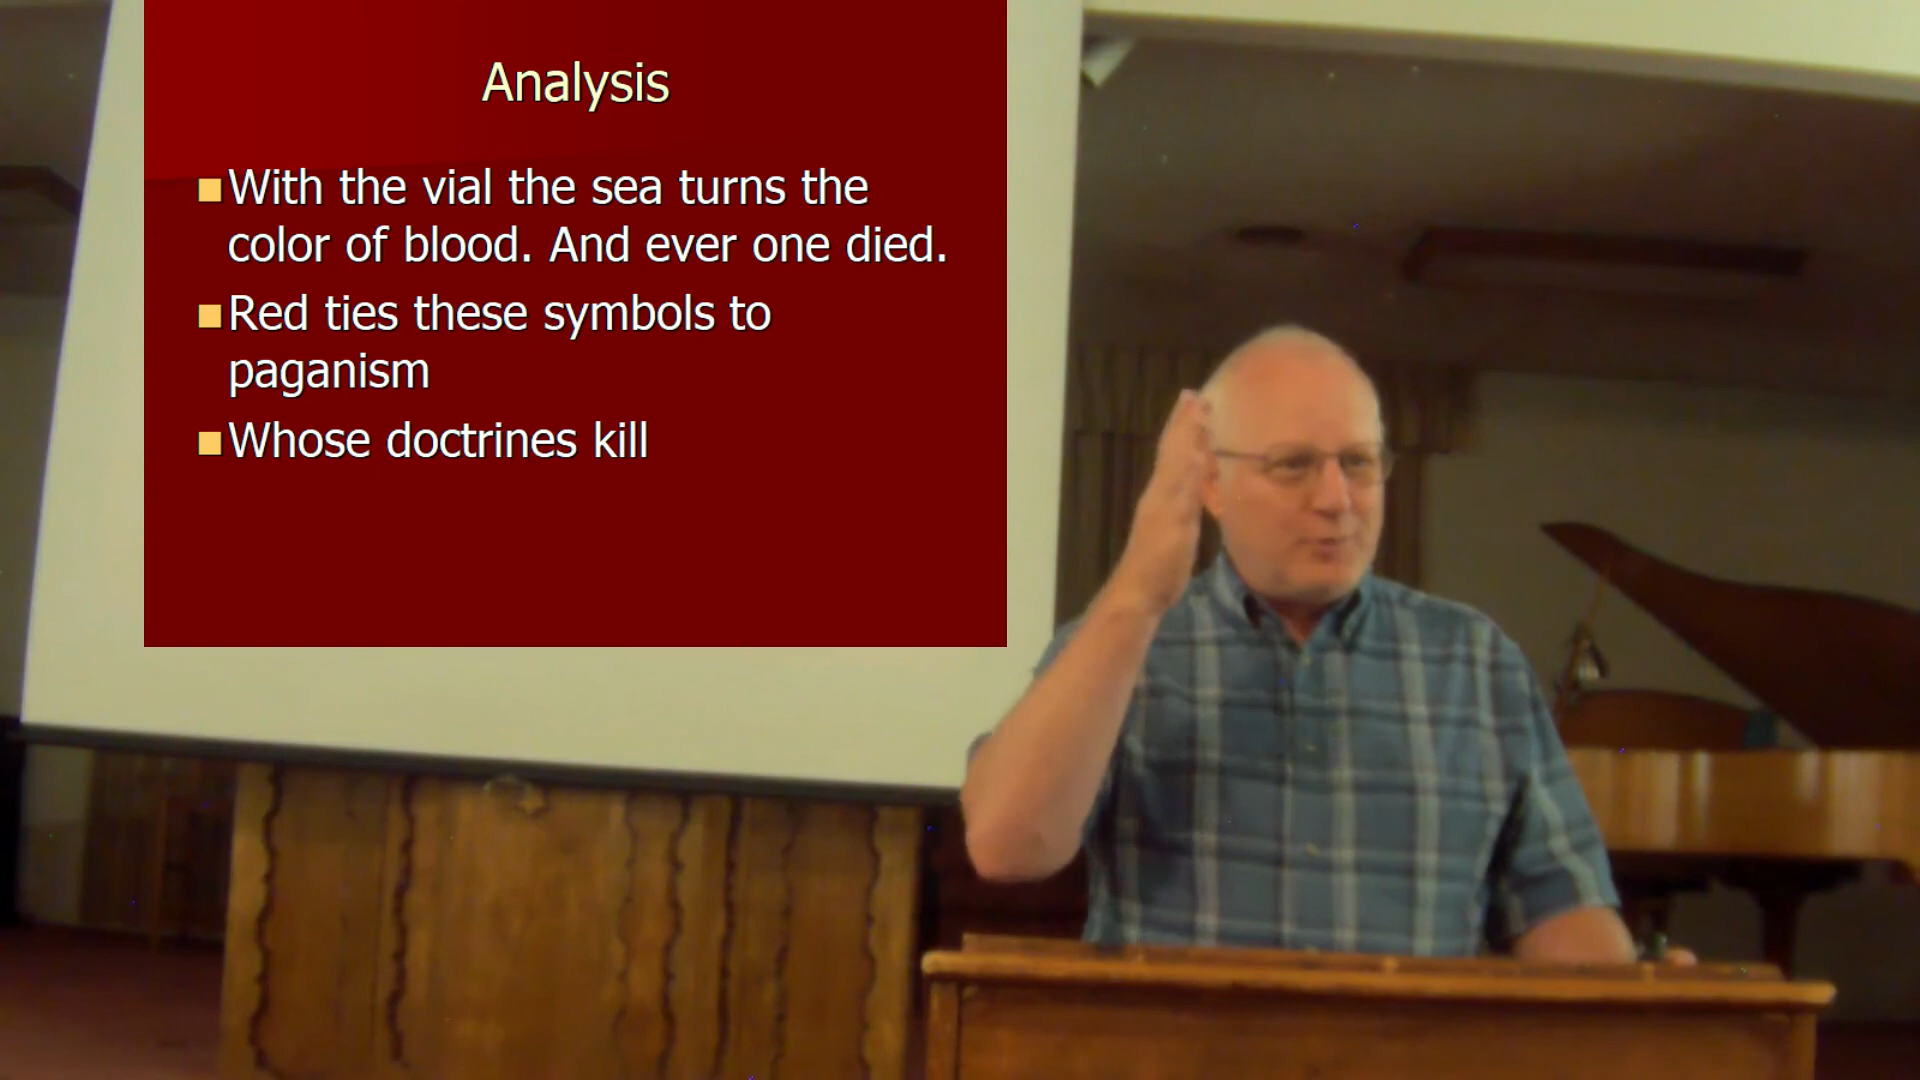 Analysis
With the vial the sea turns the
color of blood. And ever one died.
Red ties these symbols to
paganism
Whose doctrines kill